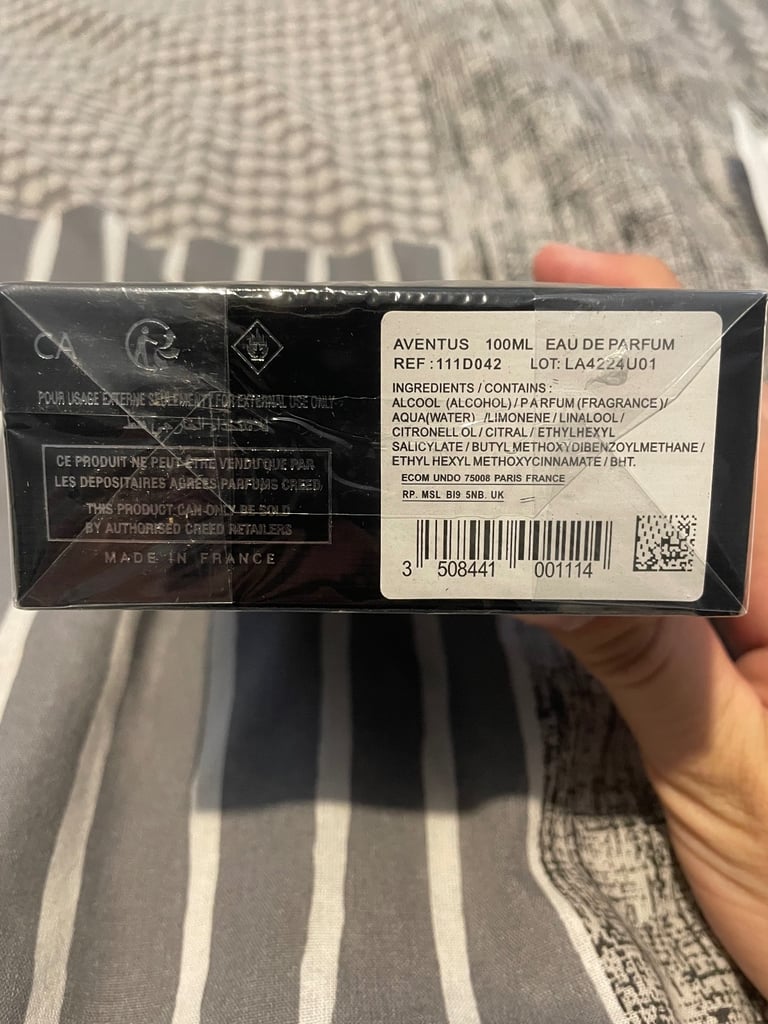 CA
POUR USAGE EXTERNE SEULEMENT / FOR EXTERNAL USE ONLY
CE PRODUIT NE PEUT ÊTRE VENDU QUE PAR
LES DEPOSITAIRES AGRÉES PARFUMS CREED.
THIS PRODUCT CAN ONLY BE SOLD
BY AUTHORISED CREED RETAILERS
MADE IN FRANCE
AVENTUS 100ML EAU DE PARFUM
REF : 111D042 LOT: LA4224U01
INGREDIENTS / CONTAINS :
ALCOOL (ALCOHOL) / PARFUM (FRAGRANCE) /
AQUA(WATER) /LIMONENE / LINALOOL /
CITRONELLOL / CITRAL / ETHYLHEXYL
SALICYLATE / BUTYL METHOXYDIBENZOYLMETHANE /
ETHYL HEXYL METHOXYCINNAMATE / BHT.
ECOM UNDO 75008 PARIS FRANCE
RP. MSL BI9 5NB. UK
3 508441 001114